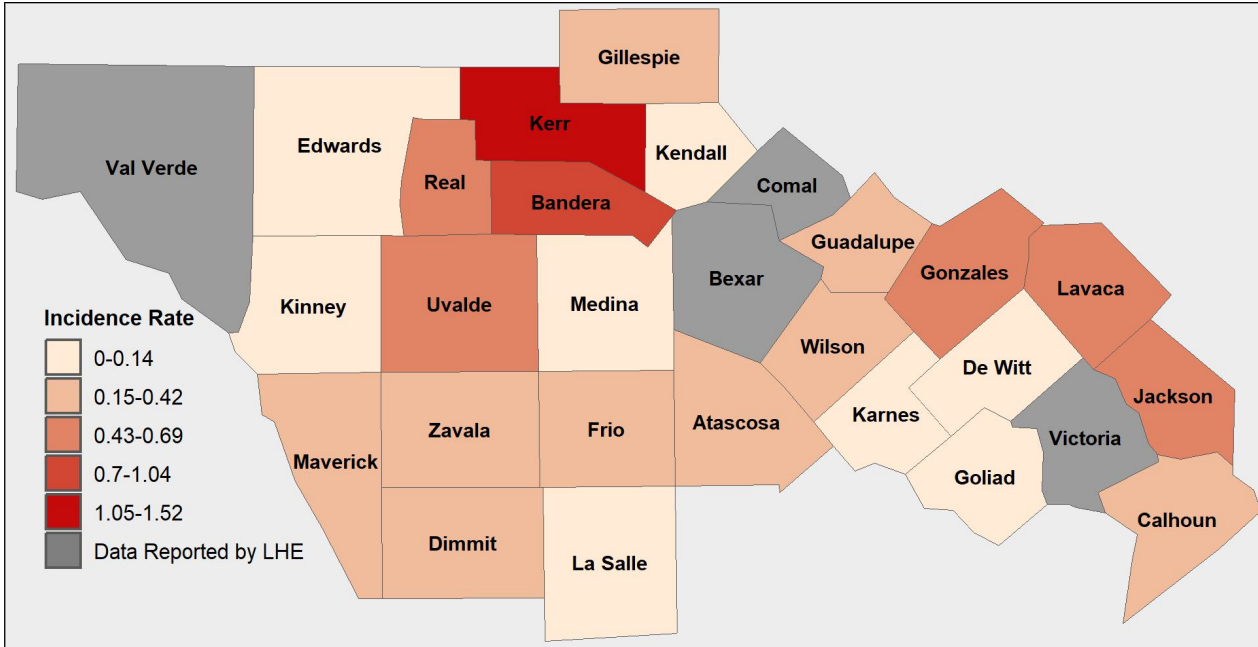 Gillespie
Kerr
Edwards
Kendall
Val Verde
Real
Comal
Bandera
Guadalupe
Gonzales
Bexar
Lavaca
Kinney
Uvalde
Medina
Incidence Rate
0-0.14
0.15-0.42
0.43-0.69
0.7-1.04
1.05-1.52
Data Reported by LHE
Wilson
De Witt
Jackson
Karnes
Atascosa
Zavala
Frio
Victoria
Maverick
Goliad
Calhoun
Dimmit
La Salle